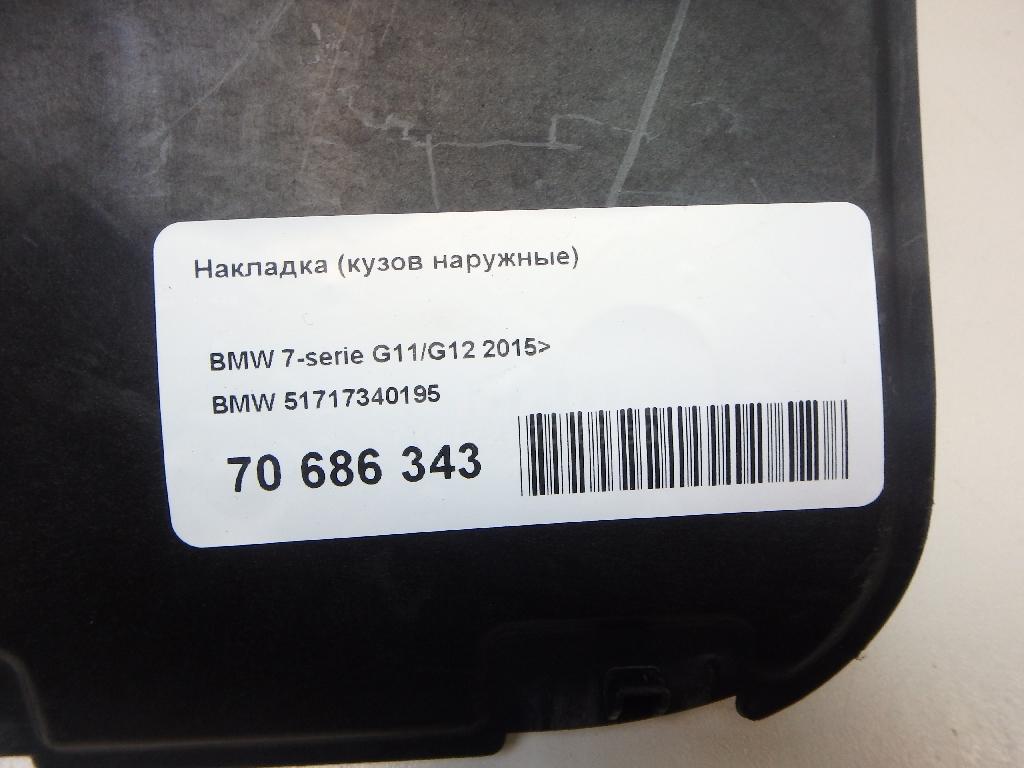 Накладка (кузов наружные)
BMW 7-serie G11/G12 2015>
BMW 51717340195
70 686 343